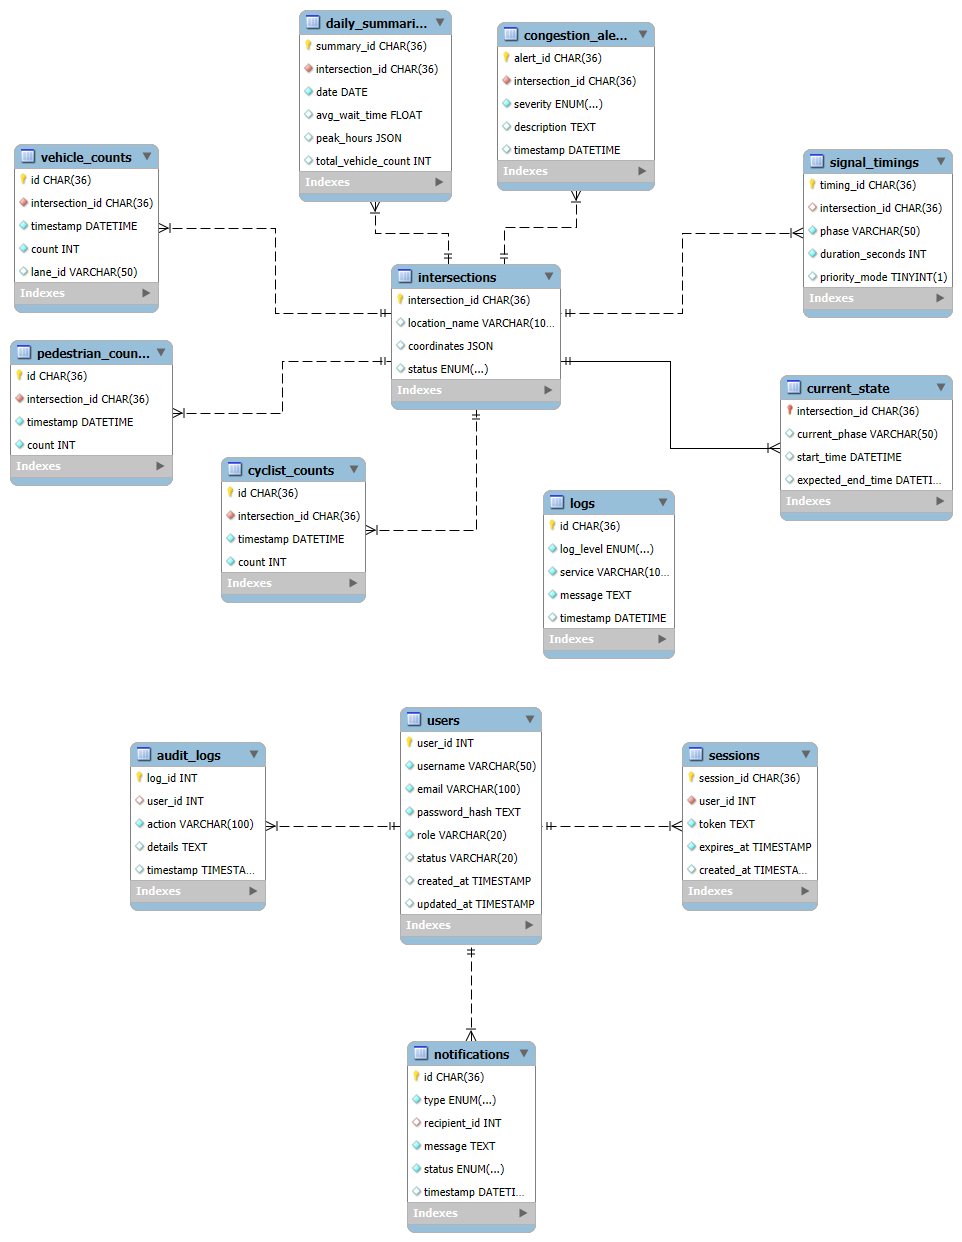 daily_summari...
summary_id CHAR(36)
intersection_id CHAR(36)
date DATE
avg_wait_time FLOAT
peak_hours JSON
total_vehicle_count INT
Indexes
congestion_ale...
alert_id CHAR(36)
intersection_id CHAR(36)
severity ENUM(...)
description TEXT
timestamp DATETIME
Indexes
vehicle_counts
id CHAR(36)
intersection_id CHAR(36)
timestamp DATETIME
count INT
lane_id VARCHAR(50)
Indexes
signal_timings
timing_id CHAR(36)
intersection_id CHAR(36)
phase VARCHAR(50)
duration_seconds INT
priority_mode TINYINT(1)
Indexes
intersections
intersection_id CHAR(36)
location_name VARCHAR(10...
coordinates JSON
status ENUM(...)
Indexes
pedestrian_coun...
id CHAR(36)
intersection_id CHAR(36)
timestamp DATETIME
count INT
Indexes
current_state
intersection_id CHAR(36)
current_phase VARCHAR(50)
start_time DATETIME
expected_end_time DATETI...
Indexes
cyclist_counts
id CHAR(36)
intersection_id CHAR(36)
timestamp DATETIME
count INT
Indexes
logs
id CHAR(36)
log_level ENUM(...)
service VARCHAR(10...
message TEXT
timestamp DATETIME
Indexes
users
user_id INT
username VARCHAR(50)
email VARCHAR(100)
password_hash TEXT
role VARCHAR(20)
status VARCHAR(20)
created_at TIMESTAMP
updated_at TIMESTAMP
Indexes
audit_logs
log_id INT
user_id INT
action VARCHAR(100)
details TEXT
timestamp TIMESTA...
Indexes
sessions
session_id CHAR(36)
user_id INT
token TEXT
expires_at TIMESTAMP
created_at TIMESTA...
Indexes
notifications
id CHAR(36)
type ENUM(...)
recipient_id INT
message TEXT
status ENUM(...)
timestamp DATETI...
Indexes